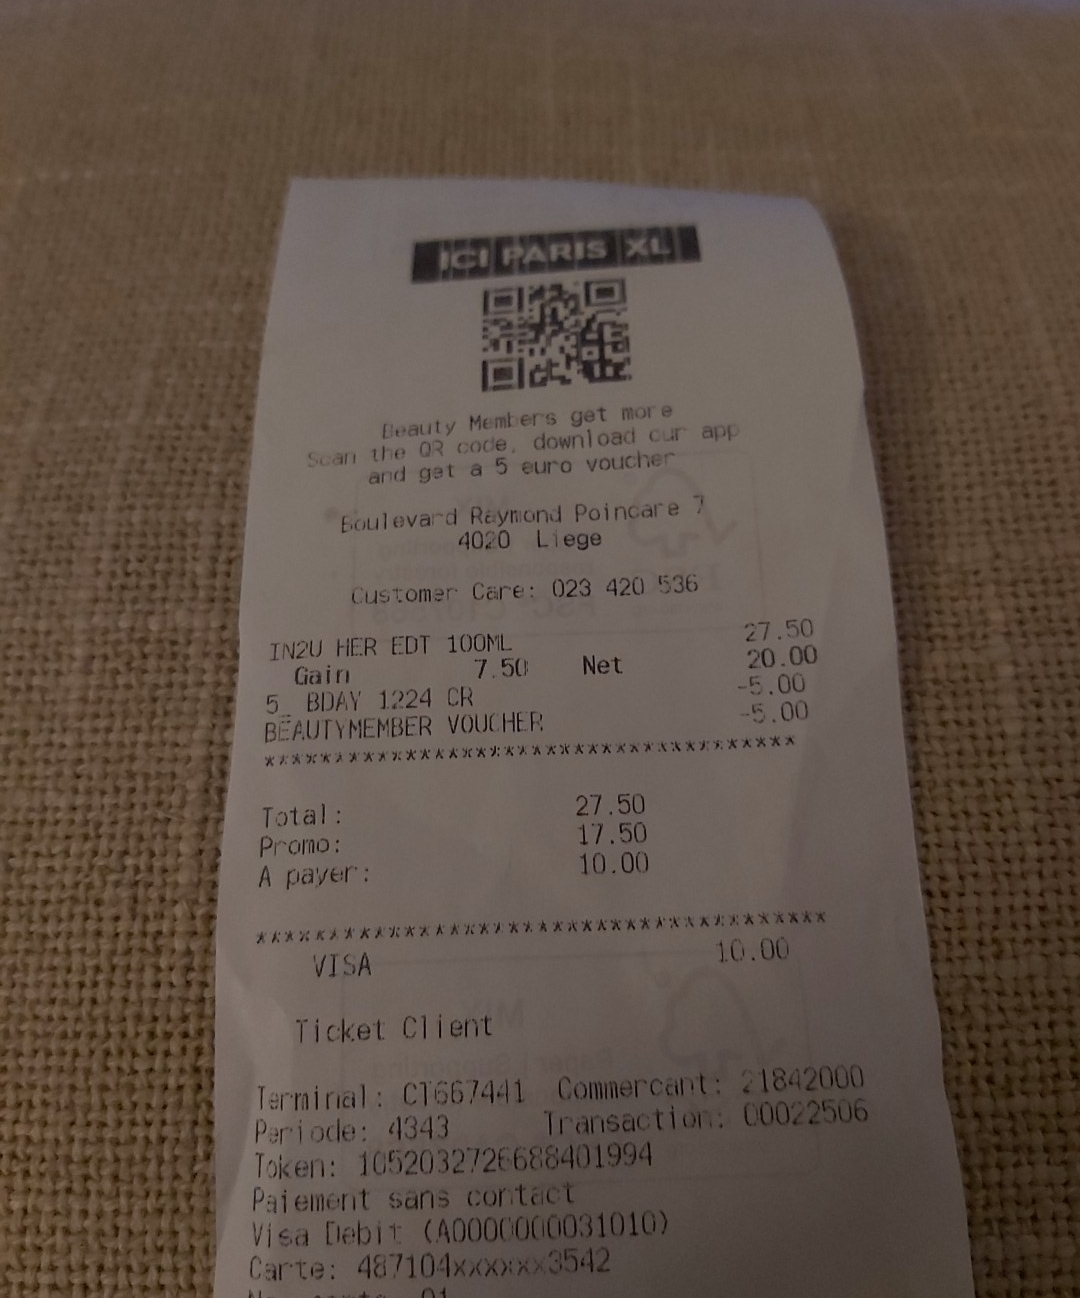 ICI PARIS XL
Beauty Members get more
Scan the QR code, download our app
and get a 5 euro voucher
Boulevard Raymond Poincare 7
4020 Liege
Customer Care: 023 420 536
IN2U HER EDT 100ML 27.50
Gain 7.50 Net 20.00
5_ BDAY 1224 CR -5.00
BEAUTYMEMBER VOUCHER -5.00
***************************************
Total: 27.50
Promo: 17.50
A payer: 10.00
***************************************
VISA 10.00
Ticket Client
Terminal: CT667441 Commercant: 21842000
Periode: 4343 Transaction: 00022506
Token: 1052032726688401994
Paiement sans contact
Visa Debit (A0000000031010)
Carte: 487104xxxxxx3542